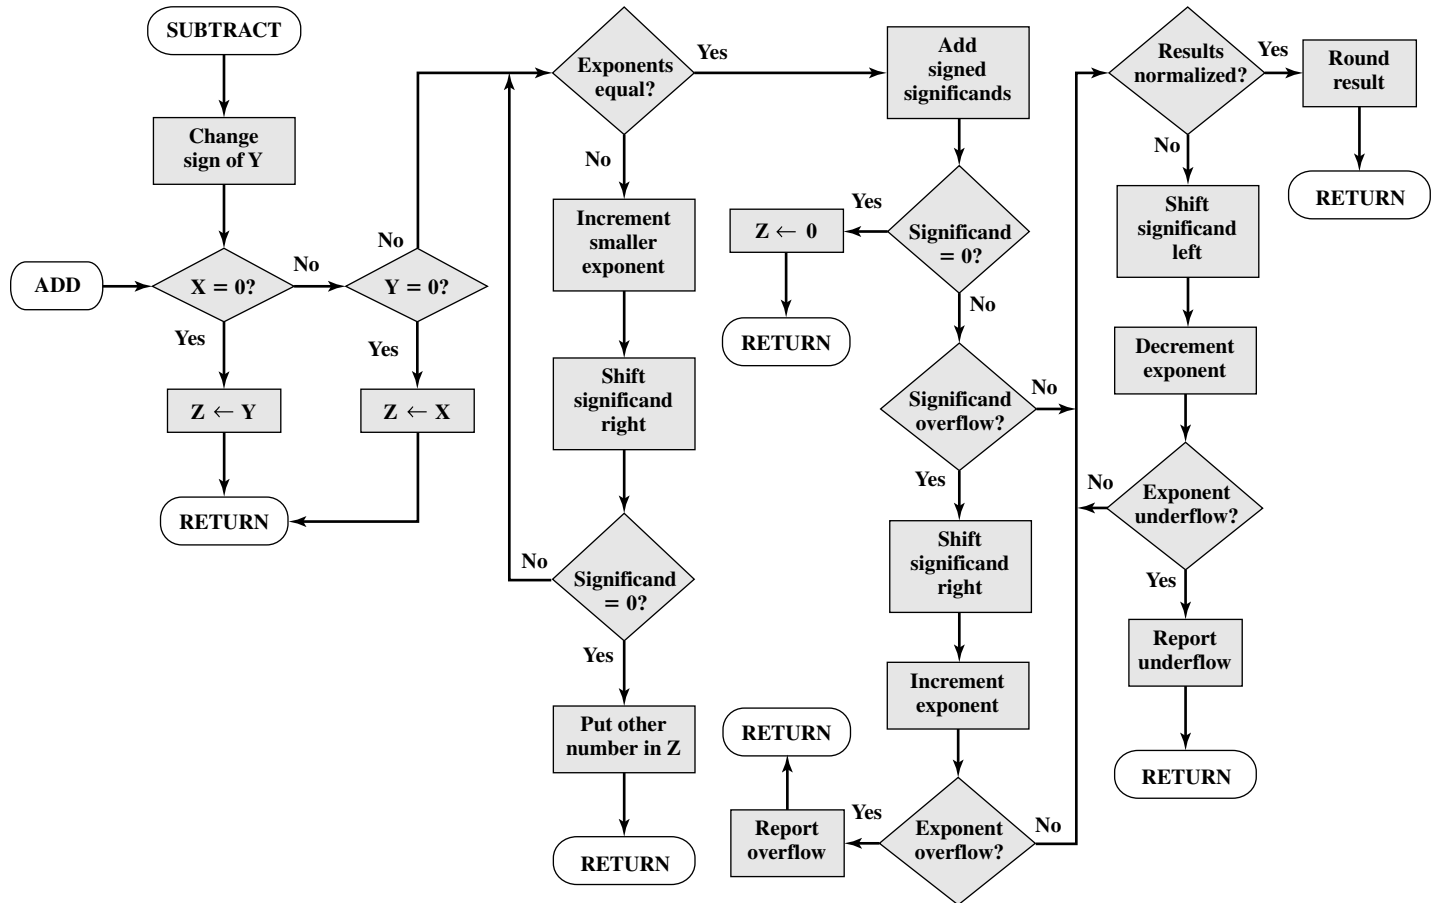 SUBTRACT
Change
sign of Y
ADD
X = 0?
No
Yes
Z ← Y
RETURN
Y = 0?
No
Yes
Z ← X
Exponents
equal?
Yes
No
Increment
smaller
exponent
Shift
significand
right
Significand
= 0?
No
Yes
Put other
number in Z
RETURN
Add
signed
significands
Significand
= 0?
Yes
Z ← 0
RETURN
No
Significand
overflow?
No
Yes
Shift
significand
right
Increment
exponent
Exponent
overflow?
Yes
Report
overflow
RETURN
No
Results
normalized?
Yes
Round
result
RETURN
No
Shift
significand
left
Decrement
exponent
Exponent
underflow?
No
Yes
Report
underflow
RETURN